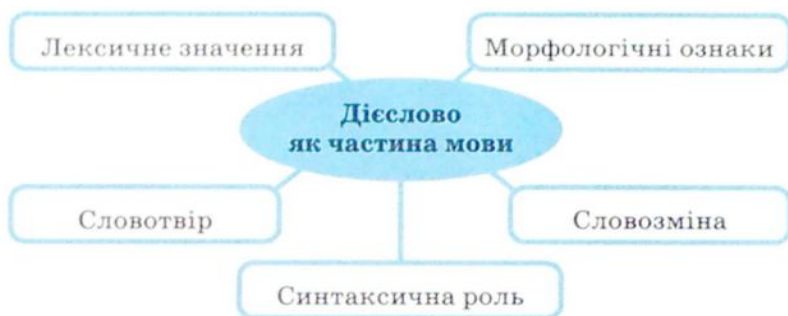 Лексичне значення
Морфологічні ознаки
Дієслово
як частина мови
Словотвір
Словозміна
Синтаксична роль